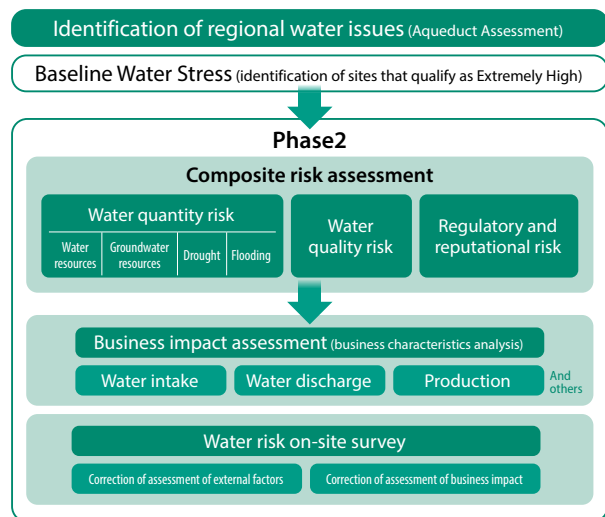 Identification of regional water issues (Aqueduct Assessment)
Baseline Water Stress (identification of sites that qualify as Extremely High)
Phase2
Composite risk assessment
Water quantity risk
Water resources
Groundwater resources
Drought
Flooding
Water
quality risk
Regulatory and
reputational risk
Business impact assessment (business characteristics analysis)
Water intake
Water discharge
Production
And
others
Water risk on-site survey
Correction of assessment of external factors
Correction of assessment of business impact